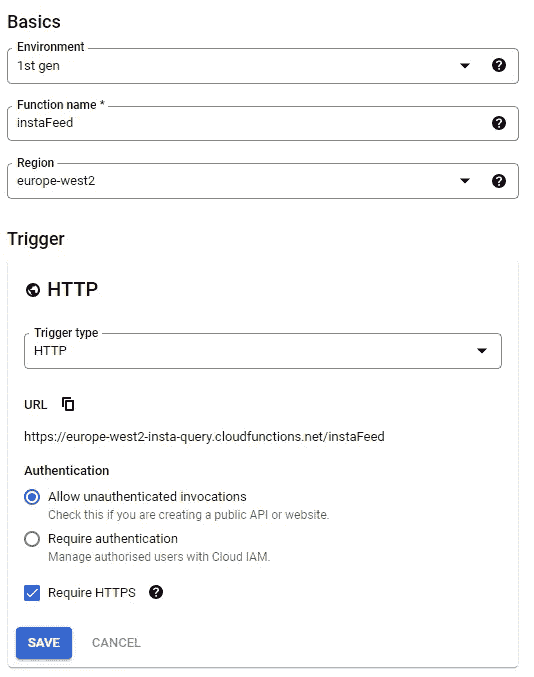 Basics
Environment
1st gen
Function name *
instaFeed
Region
europe-west2
Trigger
HTTP
Trigger type
HTTP
URL
https://europe-west2-insta-query.cloudfunctions.net/instaFeed
Authentication
Allow unauthenticated invocations
Check this if you are creating a public API or website.
Require authentication
Manage authorised users with Cloud IAM.
Require HTTPS
SAVE CANCEL